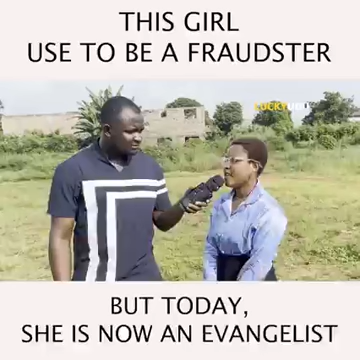 THIS GIRL
USE TO BE A FRAUDSTER
BUT TODAY,
SHE IS NOW AN EVANGELIST